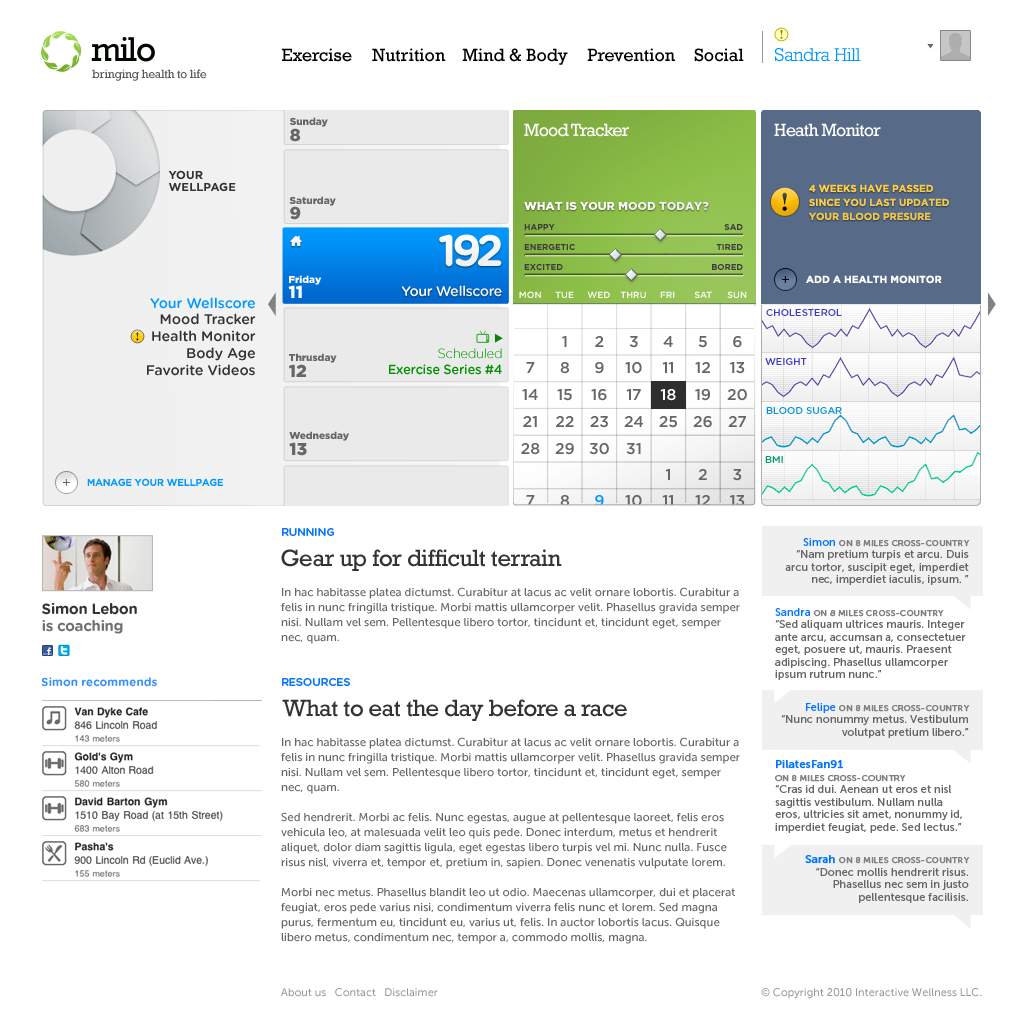 milo
bringing health to life
Exercise
Nutrition
Mind & Body
Prevention
Social
!
Sandra Hill
YOUR
WELLPAGE
Your Wellscore
Mood Tracker
! Health Monitor
Body Age
Favorite Videos
+ MANAGE YOUR WELLPAGE
Sunday
8
Saturday
9
192
Friday
11
Your Wellscore
Scheduled
Thrusday
12
Exercise Series #4
Wednesday
13
Mood Tracker
WHAT IS YOUR MOOD TODAY?
HAPPY SAD
ENERGETIC TIRED
EXCITED BORED
MON TUE WED THRU FRI SAT SUN
1 2 3 4 5 6
7 8 9 10 11 12 13
14 15 16 17 18 19 20
21 22 23 24 25 26 27
28 29 30 31
1 2 3
7 8 9 10 11 12 13
Heath Monitor
!
4 WEEKS HAVE PASSED
SINCE YOU LAST UPDATED
YOUR BLOOD PRESURE
+ ADD A HEALTH MONITOR
CHOLESTEROL
WEIGHT
BLOOD SUGAR
BMI
Simon Lebon
is coaching
f t
Simon recommends
Van Dyke Cafe
846 Lincoln Road
143 meters
Gold's Gym
1400 Alton Road
580 meters
David Barton Gym
1510 Bay Road (at 15th Street)
683 meters
Pasha's
900 Lincoln Rd (Euclid Ave.)
155 meters
RUNNING
Gear up for difficult terrain
In hac habitasse platea dictumst. Curabitur at lacus ac velit ornare lobortis. Curabitur a
felis in nunc fringilla tristique. Morbi mattis ullamcorper velit. Phasellus gravida semper
nisi. Nullam vel sem. Pellentesque libero tortor, tincidunt et, tincidunt eget, semper
nec, quam.
RESOURCES
What to eat the day before a race
In hac habitasse platea dictumst. Curabitur at lacus ac velit ornare lobortis. Curabitur a
felis in nunc fringilla tristique. Morbi mattis ullamcorper velit. Phasellus gravida semper
nisi. Nullam vel sem. Pellentesque libero tortor, tincidunt et, tincidunt eget, semper
nec, quam.
Sed hendrerit. Morbi ac felis. Nunc egestas, augue at pellentesque laoreet, felis eros
vehicula leo, at malesuada velit leo quis pede. Donec interdum, metus et hendrerit
aliquet, dolor diam sagittis ligula, eget egestas libero turpis vel mi. Nunc nulla. Fusce
risus nisl, viverra et, tempor et, pretium in, sapien. Donec venenatis vulputate lorem.
Morbi nec metus. Phasellus blandit leo ut odio. Maecenas ullamcorper, dui et placerat
feugiat, eros pede varius nisi, condimentum viverra felis nunc et lorem. Sed magna
purus, fermentum eu, tincidunt eu, varius ut, felis. In auctor lobortis lacus. Quisque
libero metus, condimentum nec, tempor a, commodo mollis, magna.
Simon ON 8 MILES CROSS-COUNTRY
“Nam pretium turpis et arcu. Duis
arcu tortor, suscipit eget, imperdiet
nec, imperdiet iaculis, ipsum. ”
Sandra ON 8 MILES CROSS-COUNTRY
“Sed aliquam ultrices mauris. Integer
ante arcu, accumsan a, consectetuer
eget, posuere ut, mauris. Praesent
adipiscing. Phasellus ullamcorper
ipsum rutrum nunc.”
Felipe ON 8 MILES CROSS-COUNTRY
“Nunc nonummy metus. Vestibulum
volutpat pretium libero.”
PilatesFan91
ON 8 MILES CROSS-COUNTRY
“Cras id dui. Aenean ut eros et nisl
sagittis vestibulum. Nullam nulla
eros, ultricies sit amet, nonummy id,
imperdiet feugiat, pede. Sed lectus.”
Sarah ON 8 MILES CROSS-COUNTRY
“Donec mollis hendrerit risus.
Phasellus nec sem in justo
pellentesque facilisis.
About us Contact Disclaimer
© Copyright 2010 Interactive Wellness LLC.